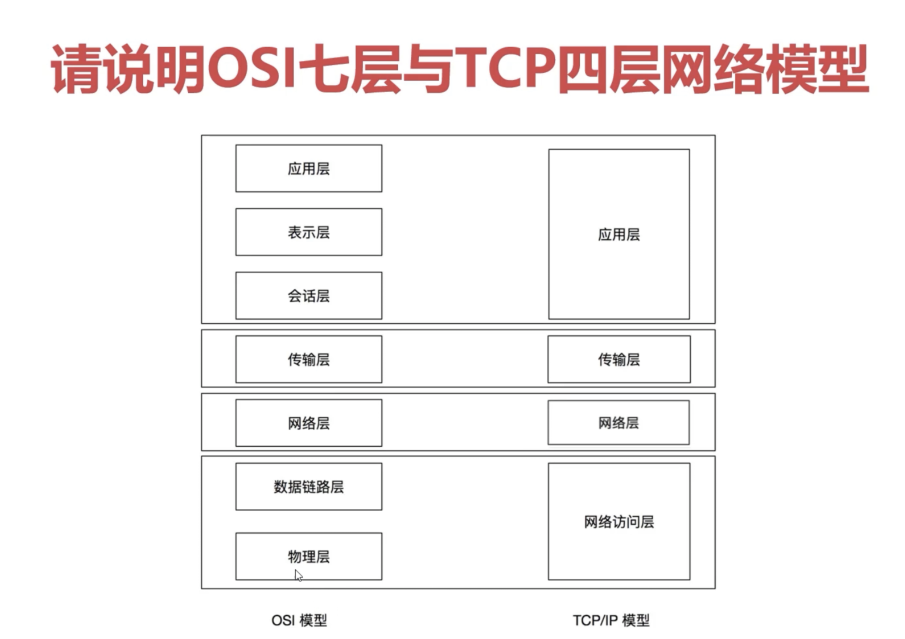 请说明OSI七层与TCP四层网络模型
应用层
表示层
会话层
应用层
传输层
传输层
网络层
网络层
数据链路层
物理层
网络访问层
OSI 模型
TCP/IP 模型